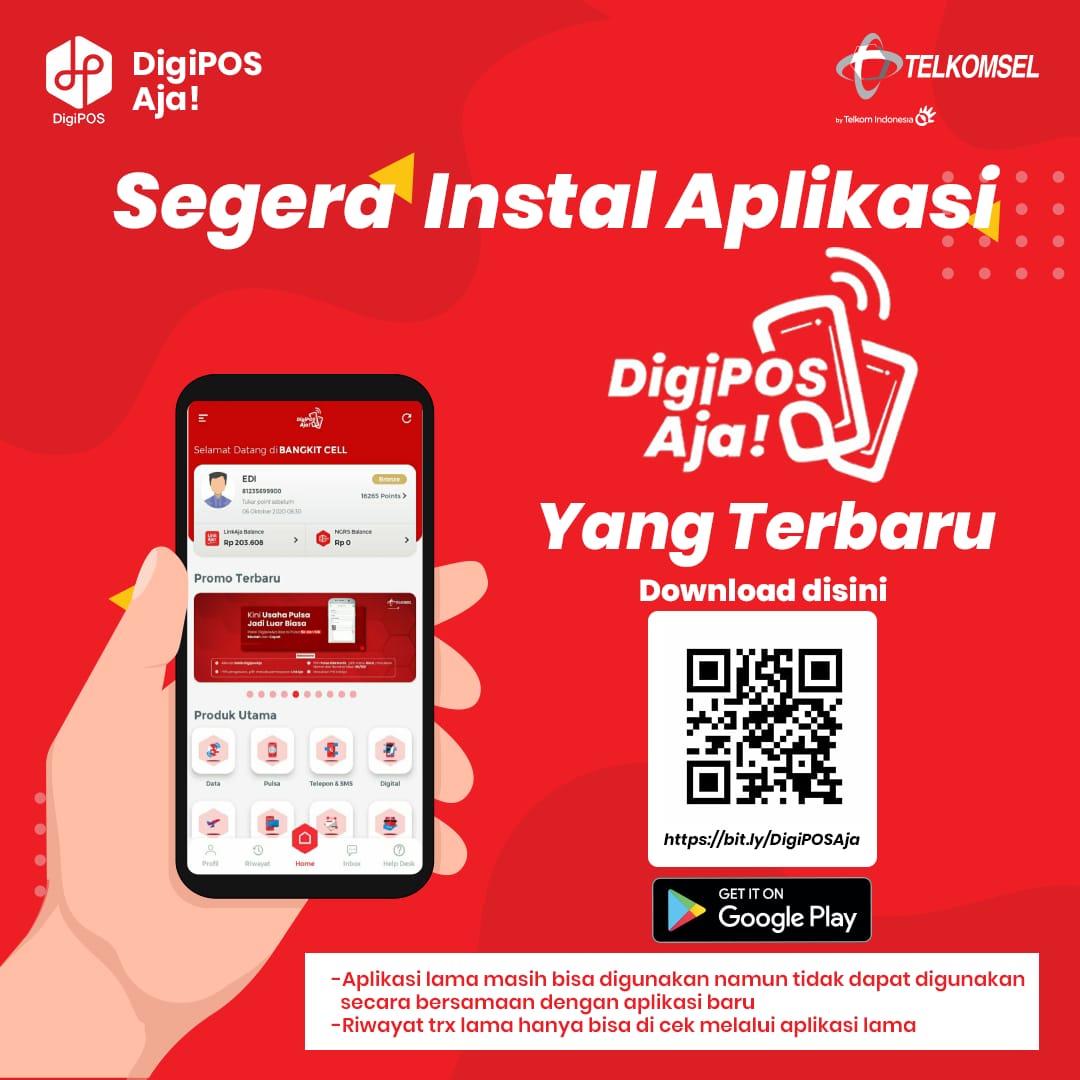 DigiPOS
DigiPOS
Aja!
TELKOMSEL
by Telkom Indonesia
Segera Instal Aplikasi
DigiPOS
Aja!
Yang Terbaru
Download disini
https://bit.ly/DigiPOSAja
GET IT ON
Google Play
DigiPOS
Aja!
Selamat Datang di BANGKIT CELL
EDI
Bronze
81235699900
16265 Points >
Tukar point sebelum
06 Oktober 2020 06:30
LinkAja Balance
Rp 203.608
NGRS Balance
Rp 0
Promo Terbaru
TELKOMSEL
Kini Usaha Pulsa
Jadi Luar Biasa
Produk Utama
Data
Pulsa
Telepon & SMS
Digital
Profil
Riwayat
Home
Inbox
Help Desk
-Aplikasi lama masih bisa digunakan namun tidak dapat digunakan
secara bersamaan dengan aplikasi baru
-Riwayat trx lama hanya bisa di cek melalui aplikasi lama